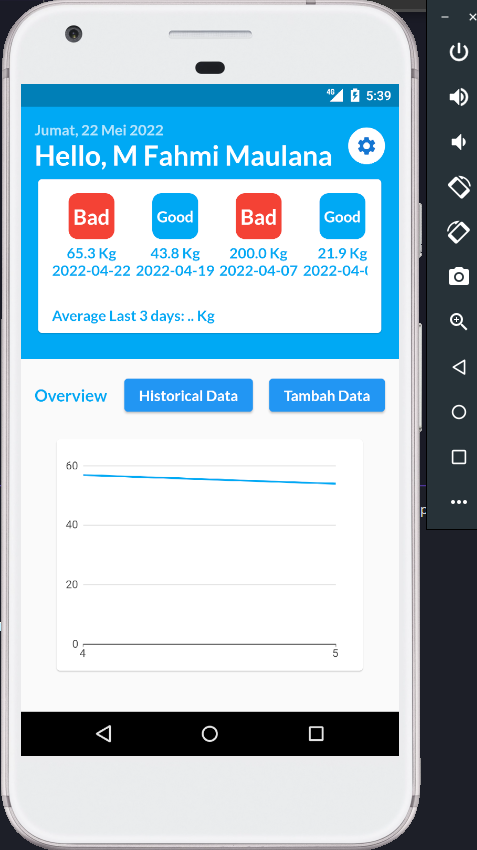 4G 5:39
Jumat, 22 Mei 2022
Hello, M Fahmi Maulana
Bad Good Bad Good
65.3 Kg 43.8 Kg 200.0 Kg 21.9 Kg
2022-04-22 2022-04-19 2022-04-07 2022-04-
Average Last 3 days: .. Kg
Overview Historical Data Tambah Data
60
40
20
0
4 5